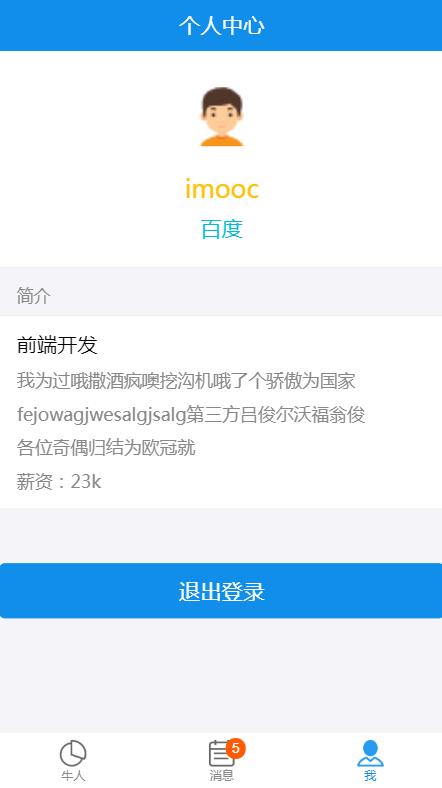 个人中心
imooc
百度
简介
前端开发
我为过哦撒酒疯噢挖沟机哦了个骄傲为国家
fejowagjwesalgjsalg第三方吕俊尔沃福翁俊
各位奇偶归结为欧冠就
薪资：23k
退出登录
5
牛人
消息
我